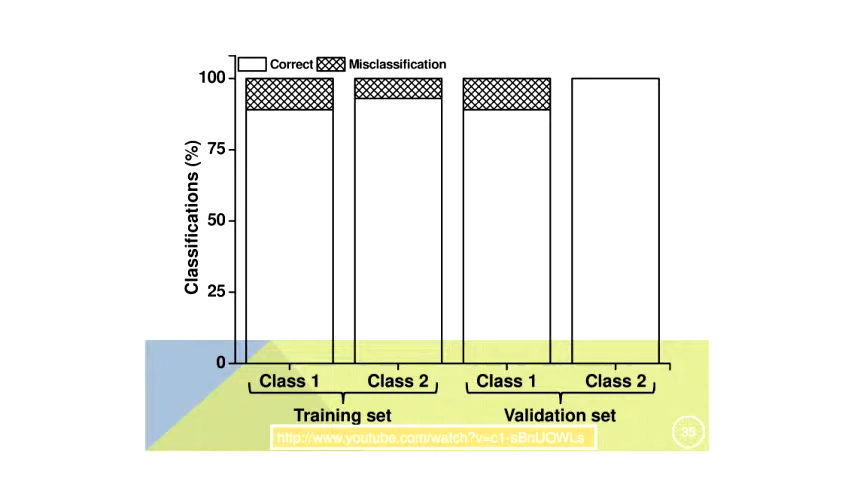 Correct Misclassification
100
75
50
25
0
Classifications (%)
Class 1 Class 2 Class 1 Class 2
Training set Validation set
http://www.youtube.com/watch?v=c1-sBnUOWLs
35